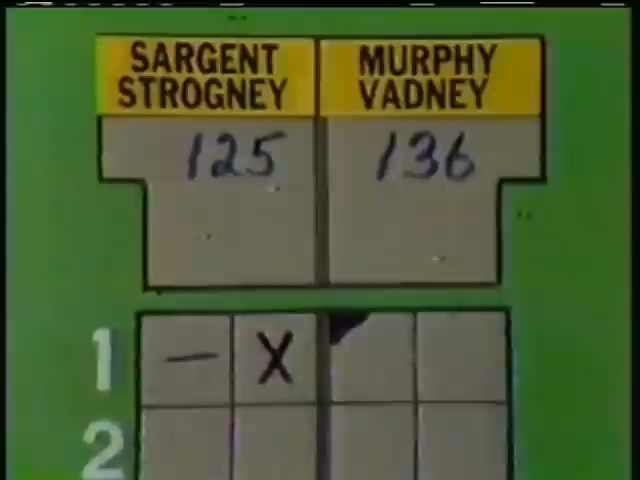 SARGENT
STROGNEY
MURPHY
VADNEY
125
136
1 — X
2